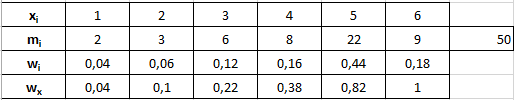 xᵢ 1 2 3 4 5 6
mᵢ 2 3 6 8 22 9 50
wᵢ 0,04 0,06 0,12 0,16 0,44 0,18
wₓ 0,04 0,1 0,22 0,38 0,82 1